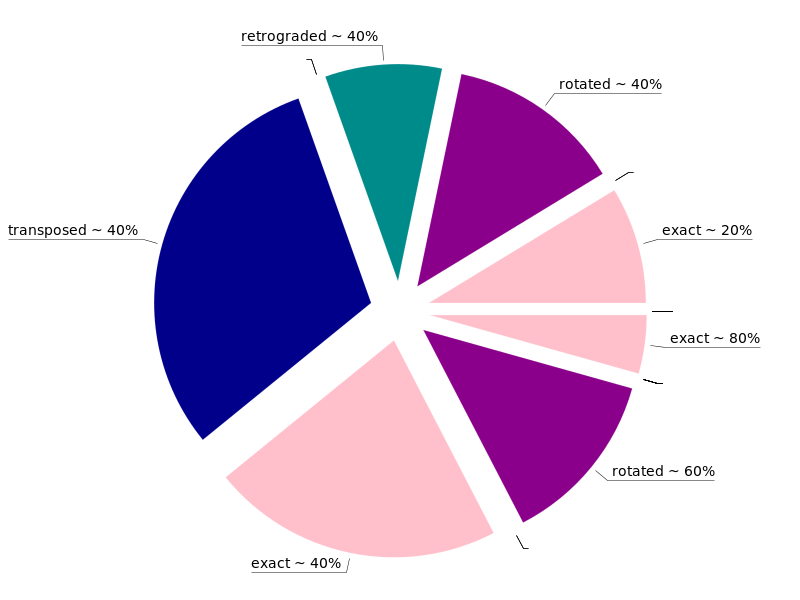 retrograded ~ 40%
rotated ~ 40%
transposed ~ 40%
exact ~ 20%
exact ~ 80%
rotated ~ 60%
exact ~ 40%